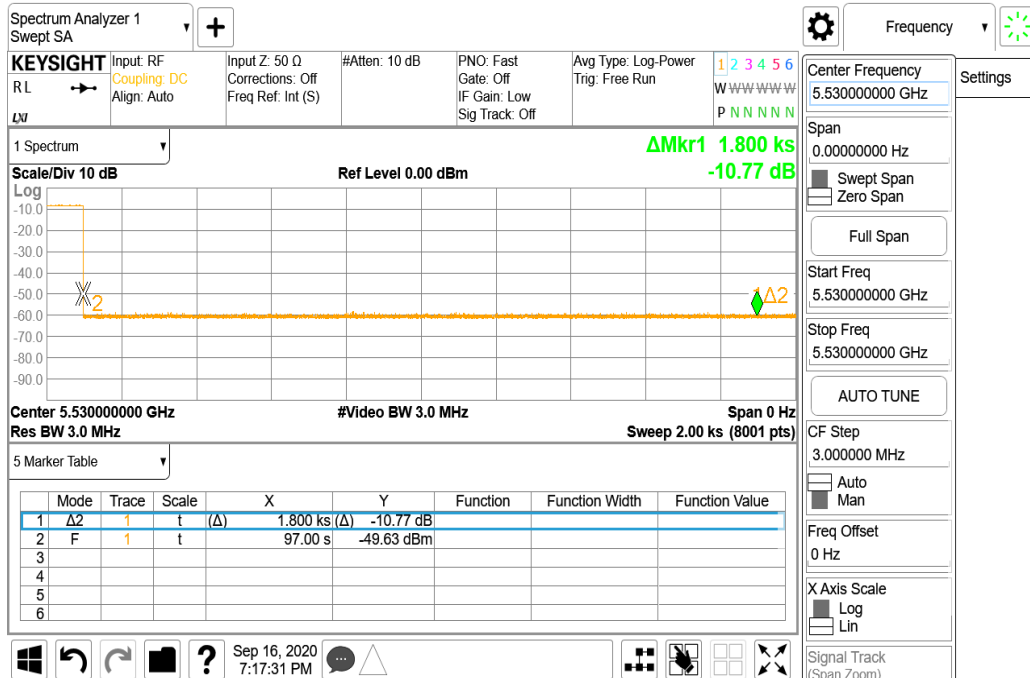 Spectrum Analyzer 1
Swept SA
Frequency
KEYSIGHT
Input: RF
Input Z: 50 Ω
#Atten: 10 dB
PNO: Fast
Avg Type: Log-Power
1 2 3 4 5 6
R L
Coupling: DC
Corrections: Off
Gate: Off
Trig: Free Run
W W W W W W
Align: Auto
Freq Ref: Int (S)
IF Gain: Low
Sig Track: Off
P N N N N N
LXI
1 Spectrum
ΔMkr1 1.800 ks
-10.77 dB
Scale/Div 10 dB
Ref Level 0.00 dBm
Log
-10.0
-20.0
-30.0
-40.0
-50.0
-60.0
-70.0
-80.0
-90.0
2
1Δ2
Center 5.530000000 GHz
#Video BW 3.0 MHz
Span 0 Hz
Res BW 3.0 MHz
Sweep 2.00 ks (8001 pts)
5 Marker Table
Mode Trace Scale X Y Function Function Width Function Value
1 Δ2 1 t (Δ) 1.800 ks (Δ) -10.77 dB
2 F 1 t 97.00 s -49.63 dBm
3
4
5
6
Sep 16, 2020
7:17:31 PM
?
Center Frequency
5.530000000 GHz
Settings
Span
0.00000000 Hz
Swept Span
Zero Span
Full Span
Start Freq
5.530000000 GHz
Stop Freq
5.530000000 GHz
AUTO TUNE
CF Step
3.000000 MHz
Auto
Man
Freq Offset
0 Hz
X Axis Scale
Log
Lin
Signal Track
(Span Zoom)